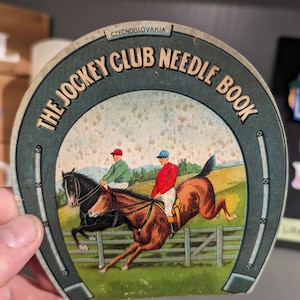 CZECHOSLOVAKIA
THE JOCKEY CLUB NEEDLE BOOK